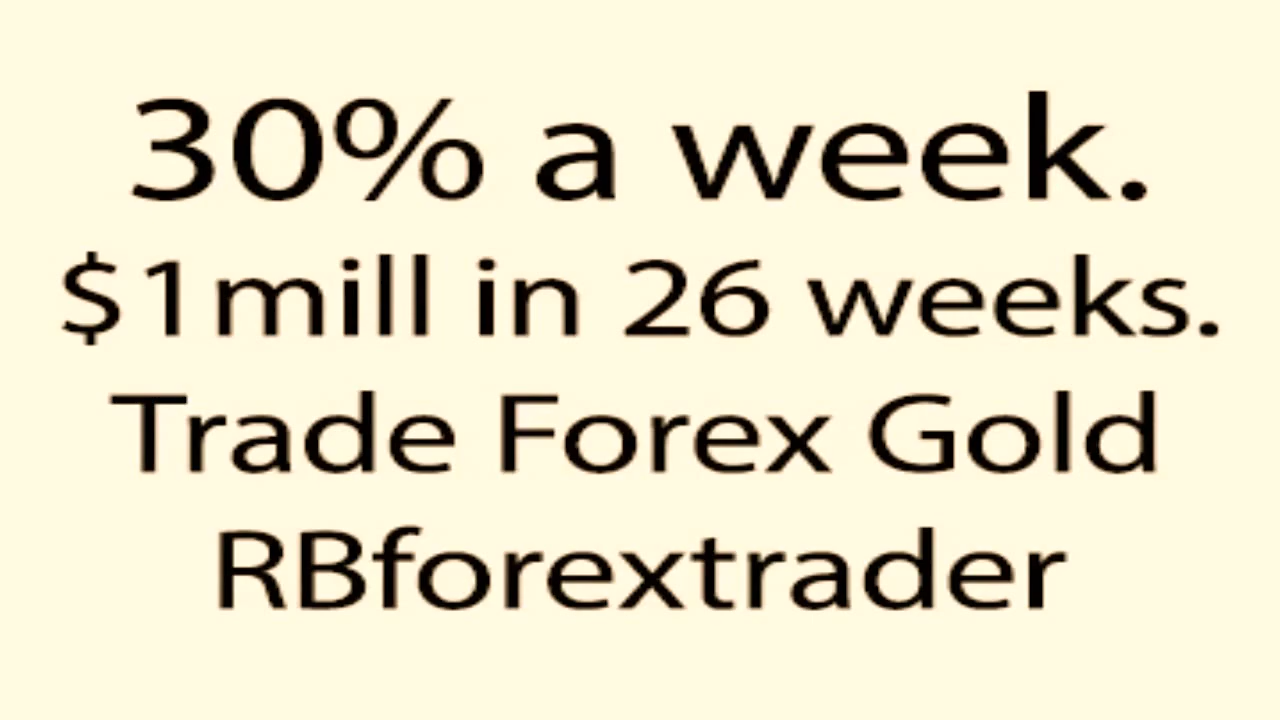 30% a week.
$1mill in 26 weeks.
Trade Forex Gold
RBforextrader